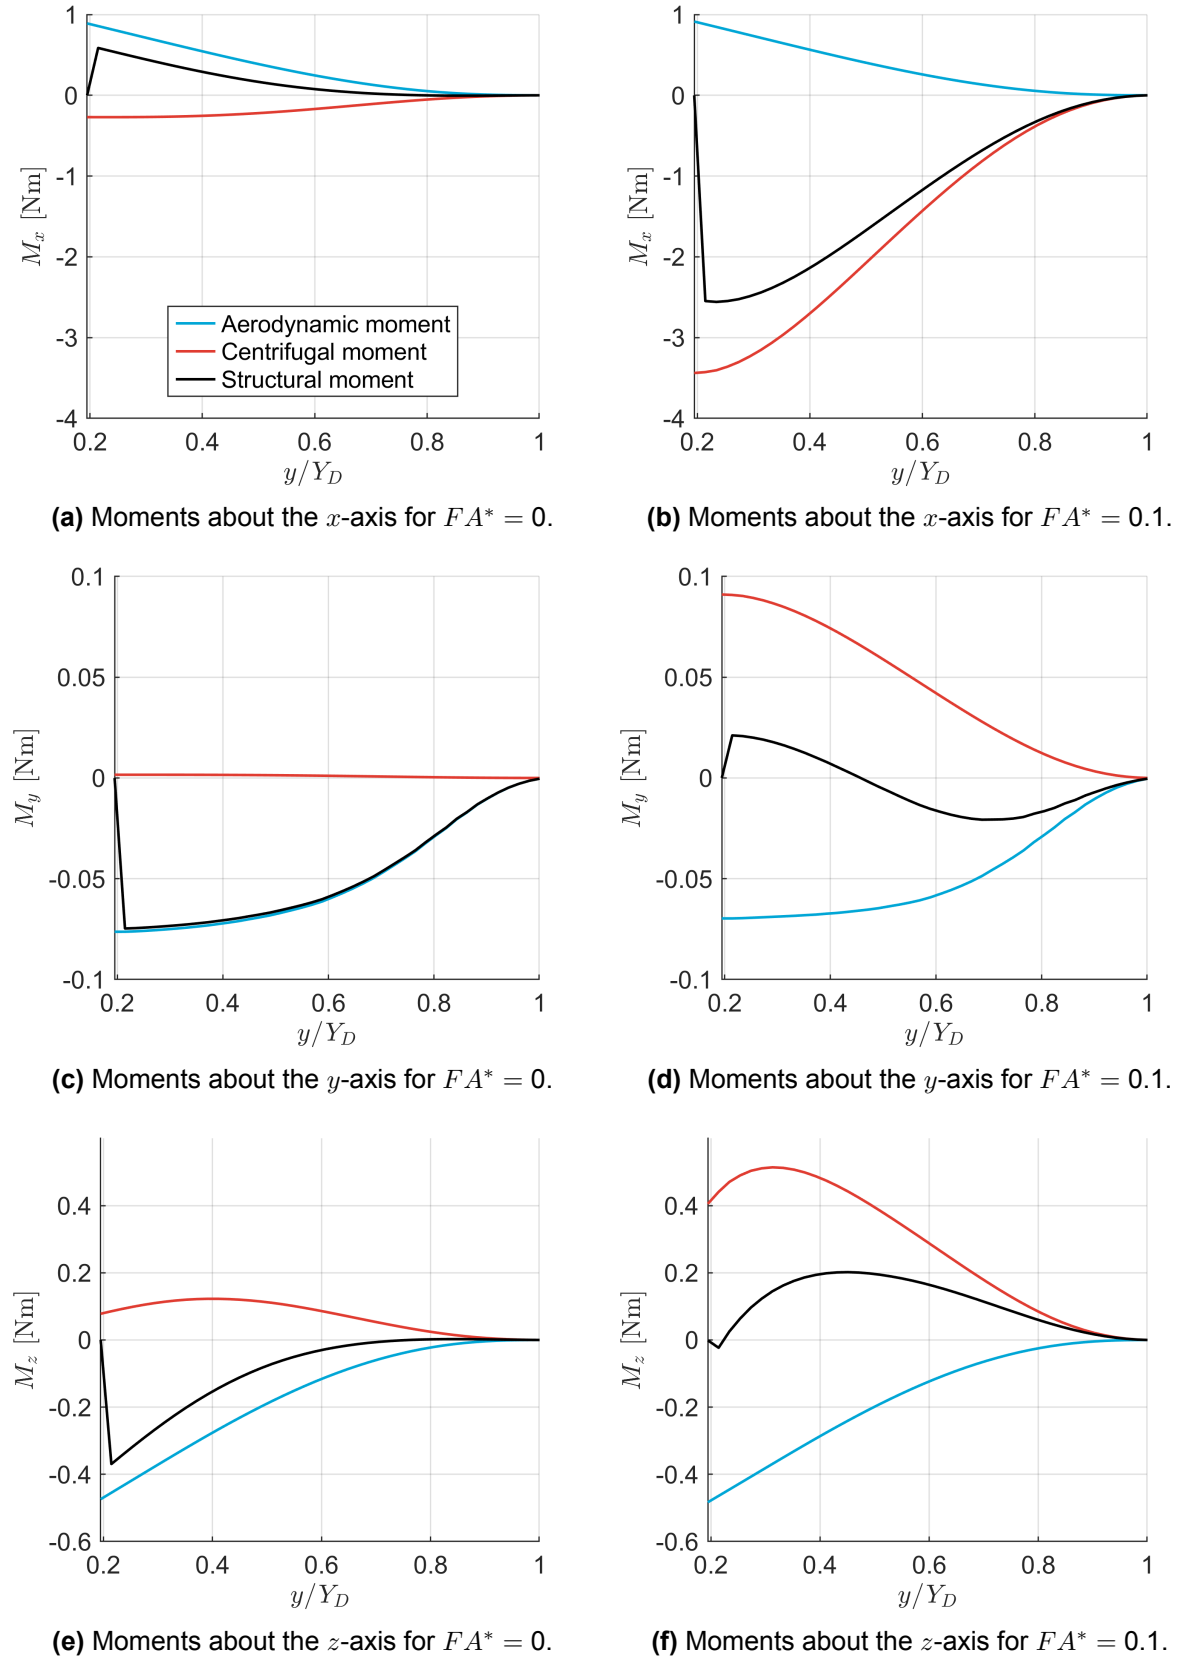 1
0
-1
-2
-3
-4
M_x [Nm]
Aerodynamic moment
Centrifugal moment
Structural moment
0.2 0.4 0.6 0.8 1
y/Y_D
(a) Moments about the x-axis for FA* = 0.
1
0
-1
-2
-3
-4
M_x [Nm]
0.2 0.4 0.6 0.8 1
y/Y_D
(b) Moments about the x-axis for FA* = 0.1.
0.1
0.05
0
-0.05
-0.1
M_y [Nm]
0.2 0.4 0.6 0.8 1
y/Y_D
(c) Moments about the y-axis for FA* = 0.
0.1
0.05
0
-0.05
-0.1
M_y [Nm]
0.2 0.4 0.6 0.8 1
y/Y_D
(d) Moments about the y-axis for FA* = 0.1.
0.4
0.2
0
-0.2
-0.4
-0.6
M_z [Nm]
0.2 0.4 0.6 0.8 1
y/Y_D
(e) Moments about the z-axis for FA* = 0.
0.4
0.2
0
-0.2
-0.4
-0.6
M_z [Nm]
0.2 0.4 0.6 0.8 1
y/Y_D
(f) Moments about the z-axis for FA* = 0.1.